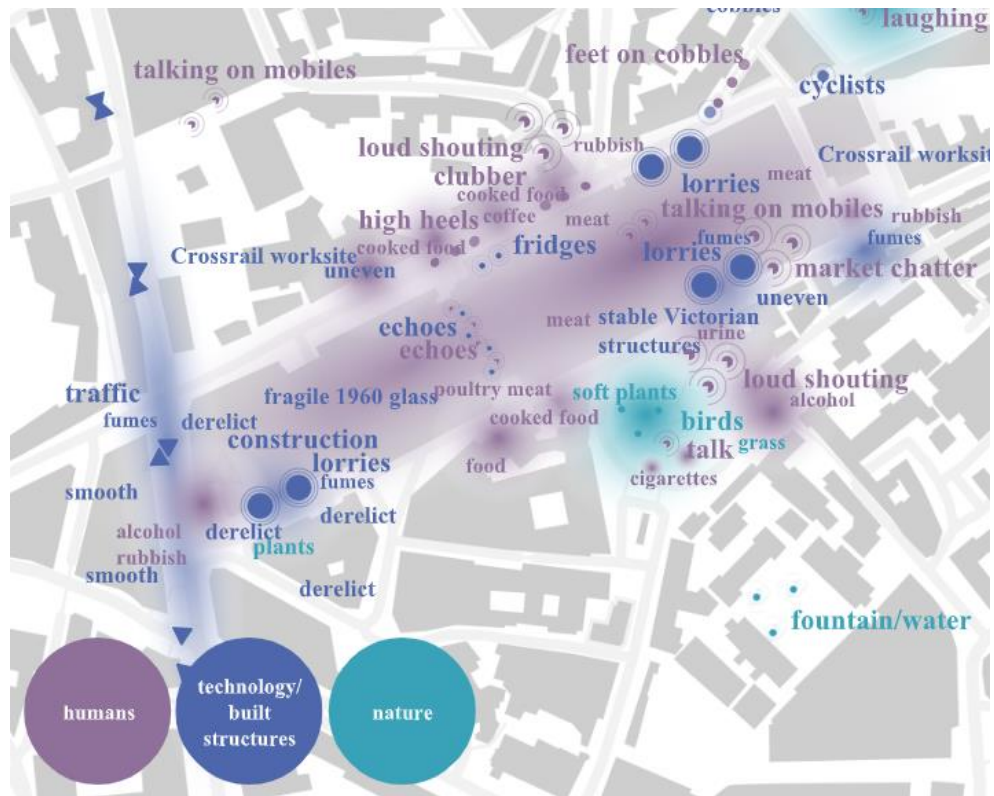 cobbles
laughing
feet on cobbles
talking on mobiles
cyclists
loud shouting
rubbish
Crossrail worksite
clubber
meat
lorries
cooked food
high heels
coffee
meat
talking on mobiles
rubbish
cooked food
fridges
fumes
fumes
Crossrail worksite
lorries
uneven
market chatter
uneven
echoes
meat
stable Victorian
structures
urine
echoes
traffic
fragile 1960 glass
poultry meat
soft plants
loud shouting
alcohol
fumes
derelict
cooked food
birds
construction
talk
grass
lorries
food
cigarettes
fumes
smooth
derelict
alcohol
derelict
plants
rubbish
smooth
derelict
fountain/water
humans
technology/
built
structures
nature